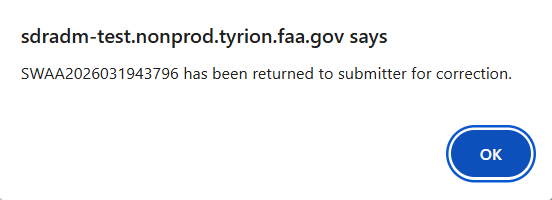 sdradm-test.nonprod.tyrion.faa.gov says
SWAA2026031943796 has been returned to submitter for correction.
OK